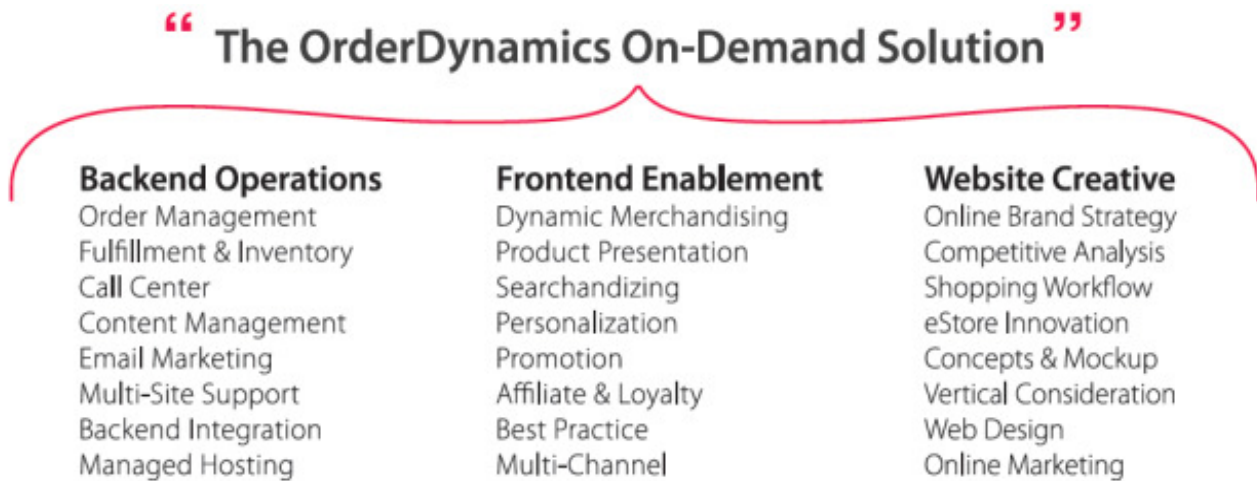 “ The OrderDynamics On-Demand Solution ”
Backend Operations
Order Management
Fulfillment & Inventory
Call Center
Content Management
Email Marketing
Multi-Site Support
Backend Integration
Managed Hosting
Frontend Enablement
Dynamic Merchandising
Product Presentation
Searchandizing
Personalization
Promotion
Affiliate & Loyalty
Best Practice
Multi-Channel
Website Creative
Online Brand Strategy
Competitive Analysis
Shopping Workflow
eStore Innovation
Concepts & Mockup
Vertical Consideration
Web Design
Online Marketing